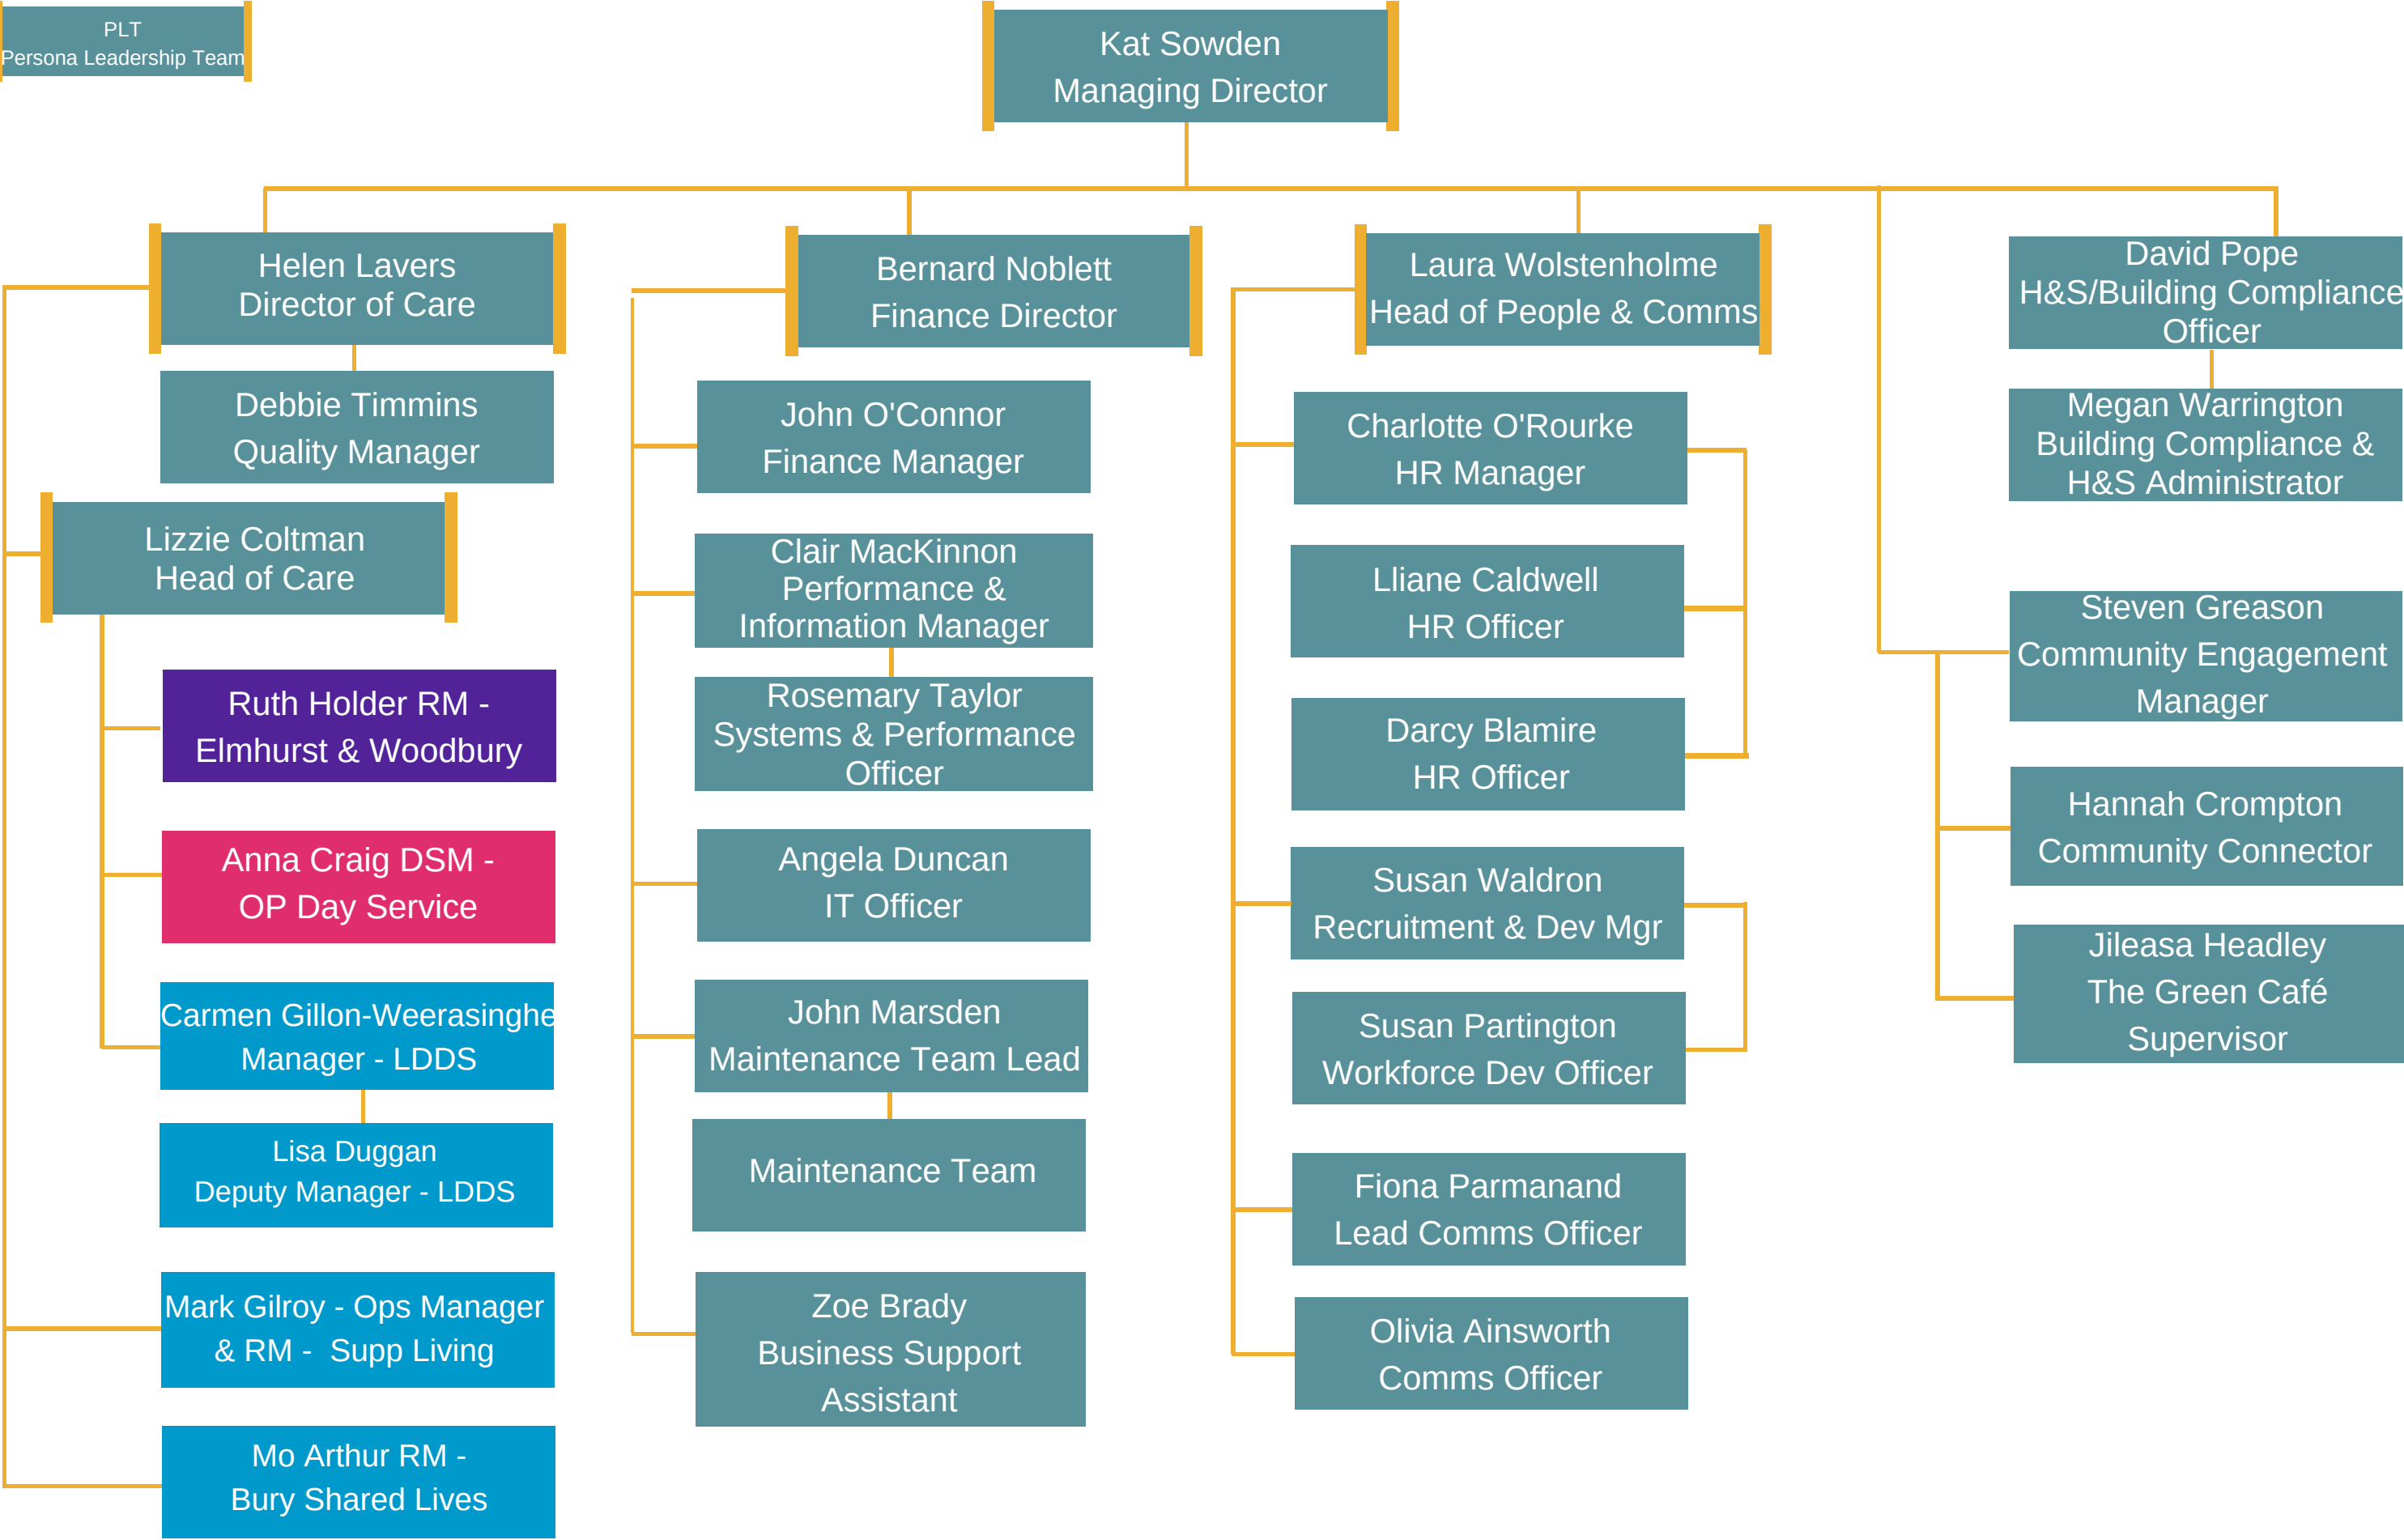 PLT
Persona Leadership Team
Kat Sowden
Managing Director
Helen Lavers
Director of Care
Debbie Timmins
Quality Manager
Lizzie Coltman
Head of Care
Ruth Holder RM -
Elmhurst & Woodbury
Anna Craig DSM -
OP Day Service
Carmen Gillon-Weerasinghe
Manager - LDDS
Lisa Duggan
Deputy Manager - LDDS
Mark Gilroy - Ops Manager
& RM - Supp Living
Mo Arthur RM -
Bury Shared Lives
Bernard Noblett
Finance Director
John O'Connor
Finance Manager
Clair MacKinnon
Performance &
Information Manager
Rosemary Taylor
Systems & Performance
Officer
Angela Duncan
IT Officer
John Marsden
Maintenance Team Lead
Maintenance Team
Zoe Brady
Business Support
Assistant
Laura Wolstenholme
Head of People & Comms
Charlotte O'Rourke
HR Manager
Lliane Caldwell
HR Officer
Darcy Blamire
HR Officer
Susan Waldron
Recruitment & Dev Mgr
Susan Partington
Workforce Dev Officer
Fiona Parmanand
Lead Comms Officer
Olivia Ainsworth
Comms Officer
David Pope
H&S/Building Compliance
Officer
Megan Warrington
Building Compliance &
H&S Administrator
Steven Greason
Community Engagement
Manager
Hannah Crompton
Community Connector
Jileasa Headley
The Green Café
Supervisor